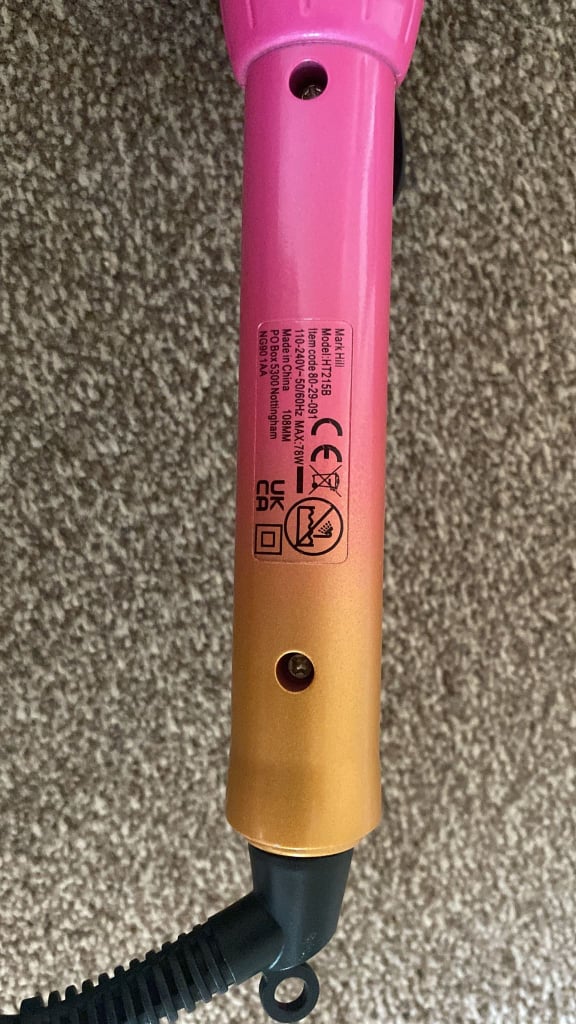 Mark Hill
Model:HT215B
Item code 80-29-091
110-240V~ 50/60Hz MAX:78W
Made in China 108MM
PO Box 5300 Nottingham
NG90 1AA
CE
UK
CA